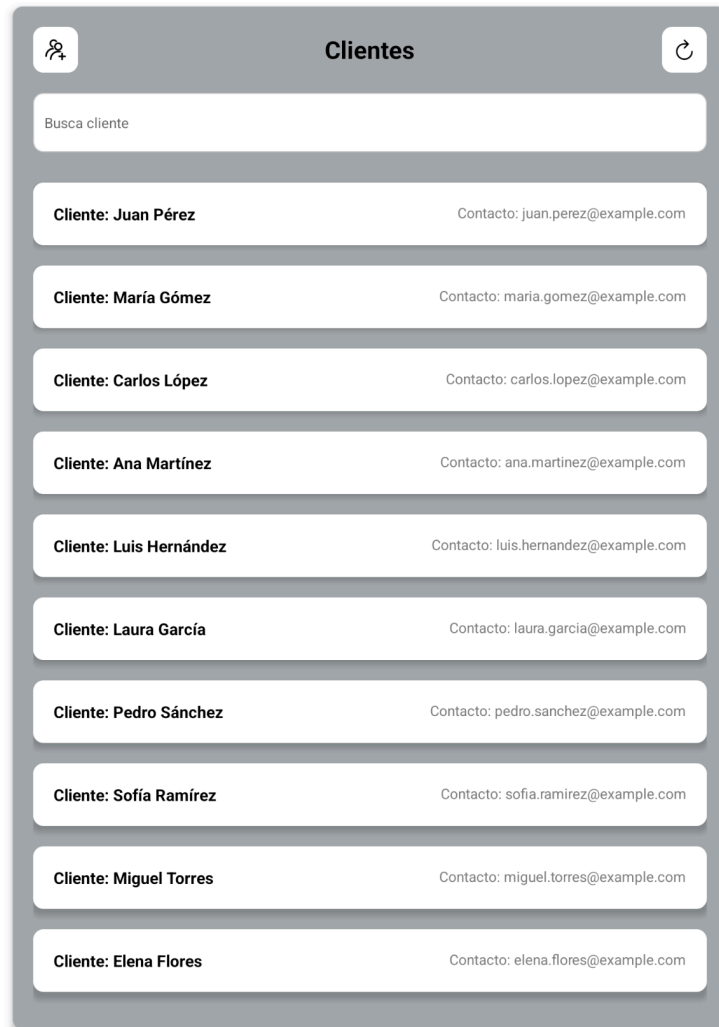 Clientes
Busca cliente
Cliente: Juan Pérez Contacto: juan.perez@example.com
Cliente: María Gómez Contacto: maria.gomez@example.com
Cliente: Carlos López Contacto: carlos.lopez@example.com
Cliente: Ana Martínez Contacto: ana.martinez@example.com
Cliente: Luis Hernández Contacto: luis.hernandez@example.com
Cliente: Laura García Contacto: laura.garcia@example.com
Cliente: Pedro Sánchez Contacto: pedro.sanchez@example.com
Cliente: Sofía Ramírez Contacto: sofia.ramirez@example.com
Cliente: Miguel Torres Contacto: miguel.torres@example.com
Cliente: Elena Flores Contacto: elena.flores@example.com